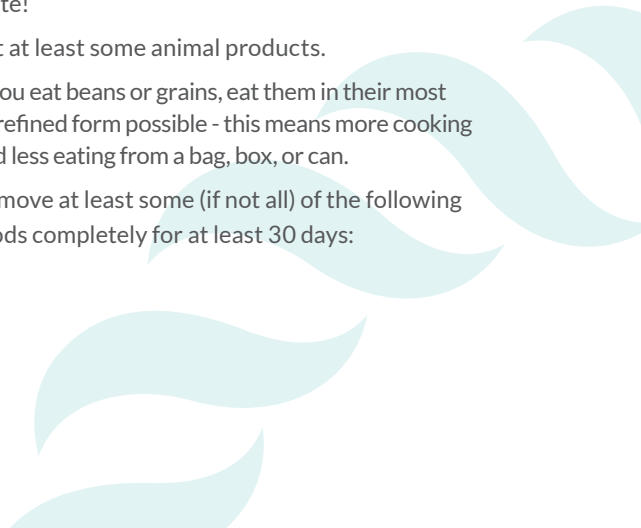 te!
t at least some animal products.
ou eat beans or grains, eat them in their most
refined form possible - this means more cooking
d less eating from a bag, box, or can.
move at least some (if not all) of the following
ods completely for at least 30 days: